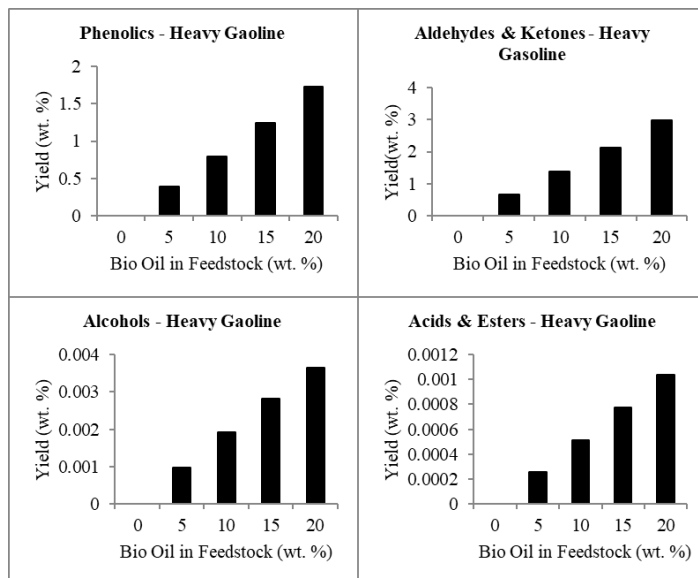 Phenolics - Heavy Gaoline
2
1.5
1
0.5
0
Yield (wt. %)
0 5 10 15 20
Bio Oil in Feedstock (wt. %)
Aldehydes & Ketones - Heavy
Gasoline
4
3
2
1
0
Yield(wt. %)
0 5 10 15 20
Bio Oil in Feedstock (wt. %)
Alcohols - Heavy Gaoline
0.004
0.003
0.002
0.001
0
Yield (wt. %)
0 5 10 15 20
Bio Oil in Feedstock (wt. %)
Acids & Esters - Heavy Gaoline
0.0012
0.001
0.0008
0.0006
0.0004
0.0002
0
Yield (wt. %)
0 5 10 15 20
Bio Oil in Feedstock (wt. %)